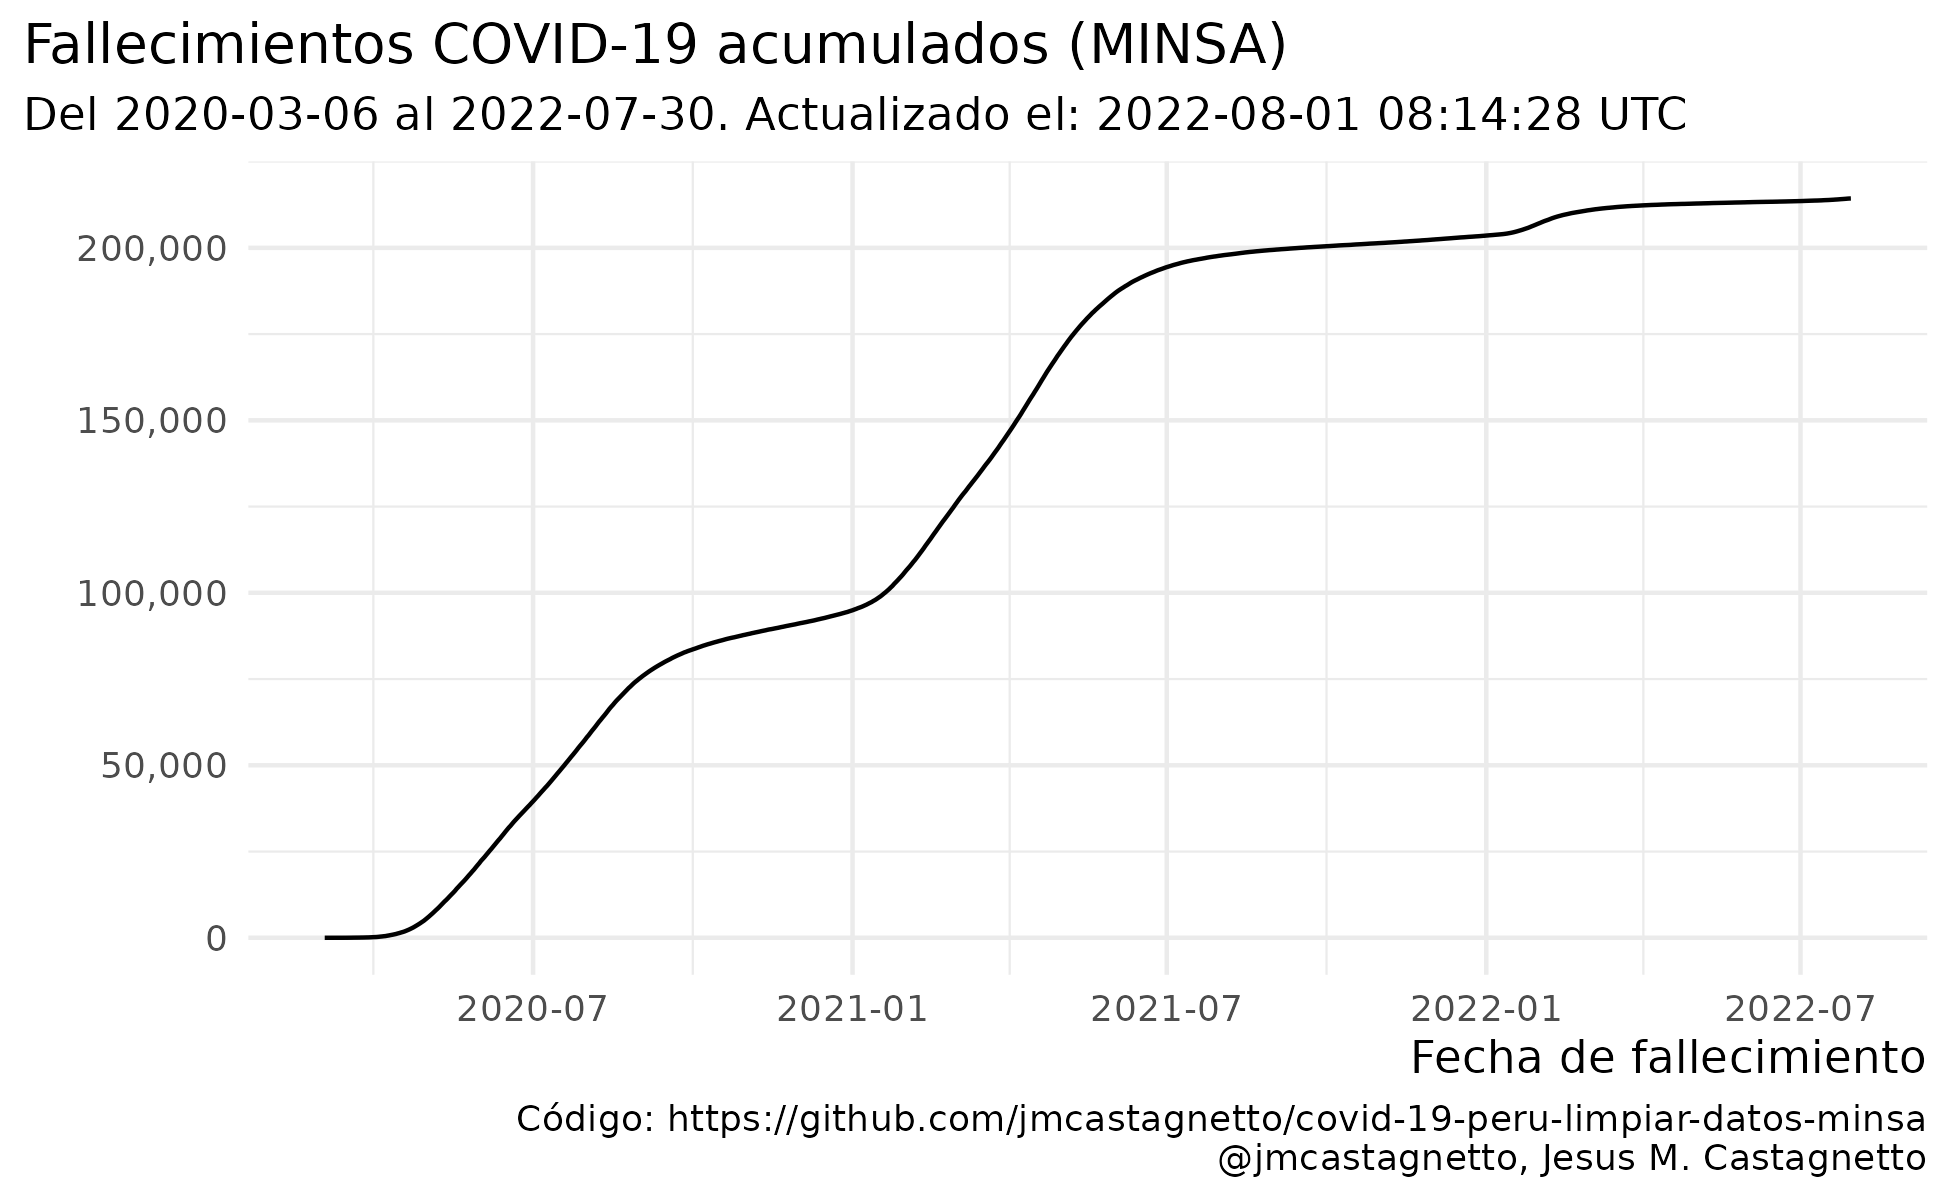 Fallecimientos COVID-19 acumulados (MINSA)
Del 2020-03-06 al 2022-07-30. Actualizado el: 2022-08-01 08:14:28 UTC
200,000
150,000
100,000
50,000
0
2020-07 2021-01 2021-07 2022-01 2022-07
Fecha de fallecimiento
Código: https://github.com/jmcastagnetto/covid-19-peru-limpiar-datos-minsa
@jmcastagnetto, Jesus M. Castagnetto